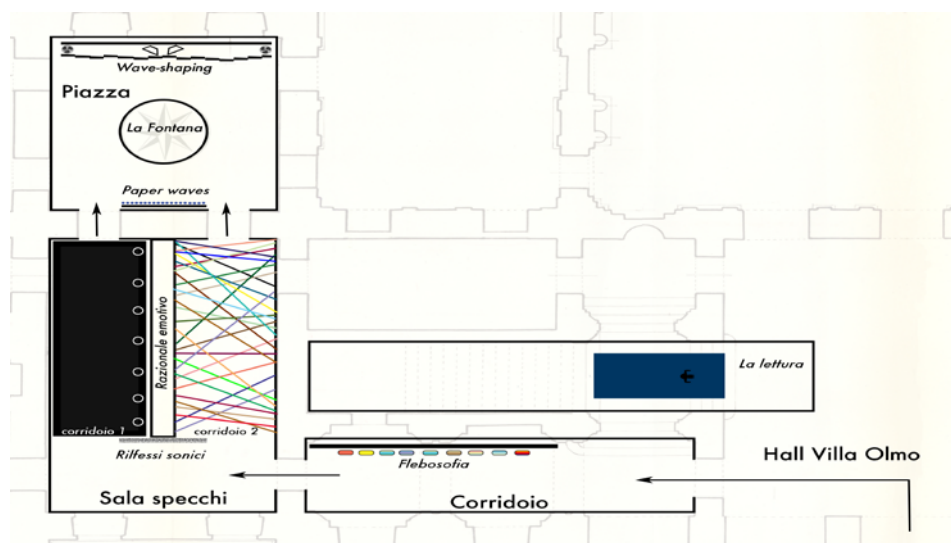 Wave-shaping
Piazza
La Fontana
Paper waves
Razionale emotivo
corridoio 1
corridoio 2
Rilfessi sonici
Sala specchi
La lettura
Flebosofia
Corridoio
Hall Villa Olmo